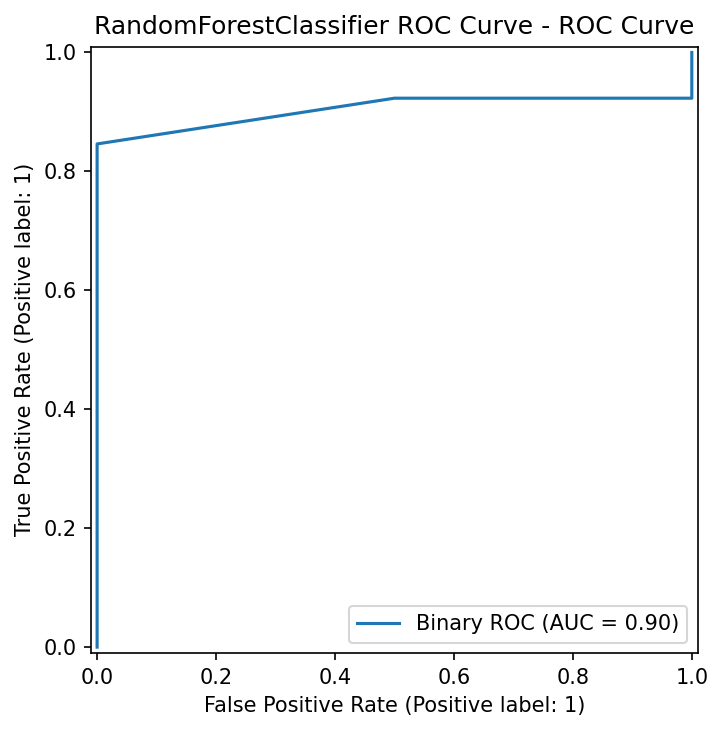 RandomForestClassifier ROC Curve - ROC Curve
True Positive Rate (Positive label: 1)
1.0
0.8
0.6
0.4
0.2
0.0
Binary ROC (AUC = 0.90)
0.0 0.2 0.4 0.6 0.8 1.0
False Positive Rate (Positive label: 1)